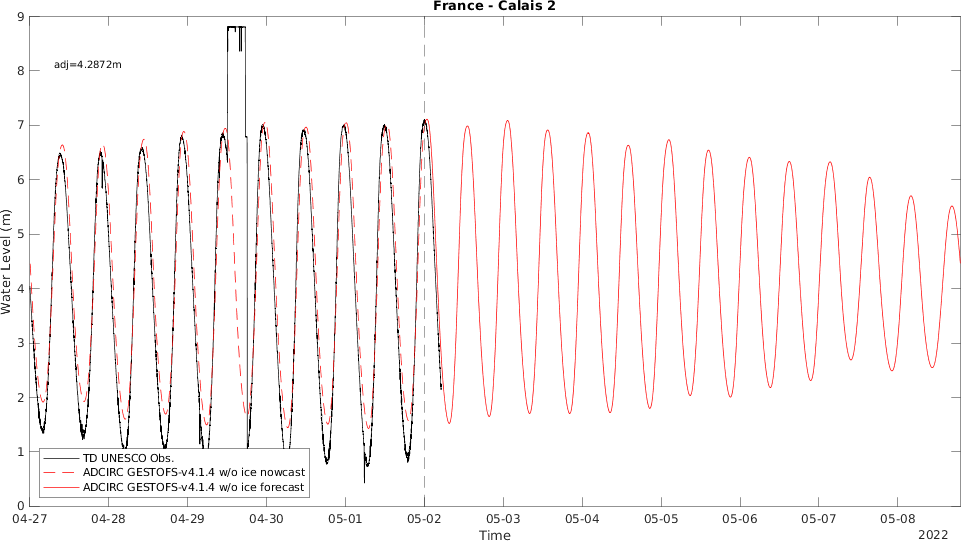 France - Calais 2
adj=4.2872m
Water Level (m)
9
8
7
6
5
4
3
2
1
0
TD UNESCO Obs.
ADCIRC GESTOFS-v4.1.4 w/o ice nowcast
ADCIRC GESTOFS-v4.1.4 w/o ice forecast
04-27 04-28 04-29 04-30 05-01 05-02 05-03 05-04 05-05 05-06 05-07 05-08
Time
2022